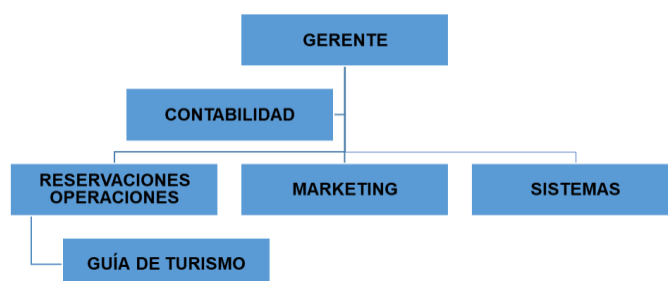 GERENTE
CONTABILIDAD
RESERVACIONES
OPERACIONES
MARKETING
SISTEMAS
GUÍA DE TURISMO